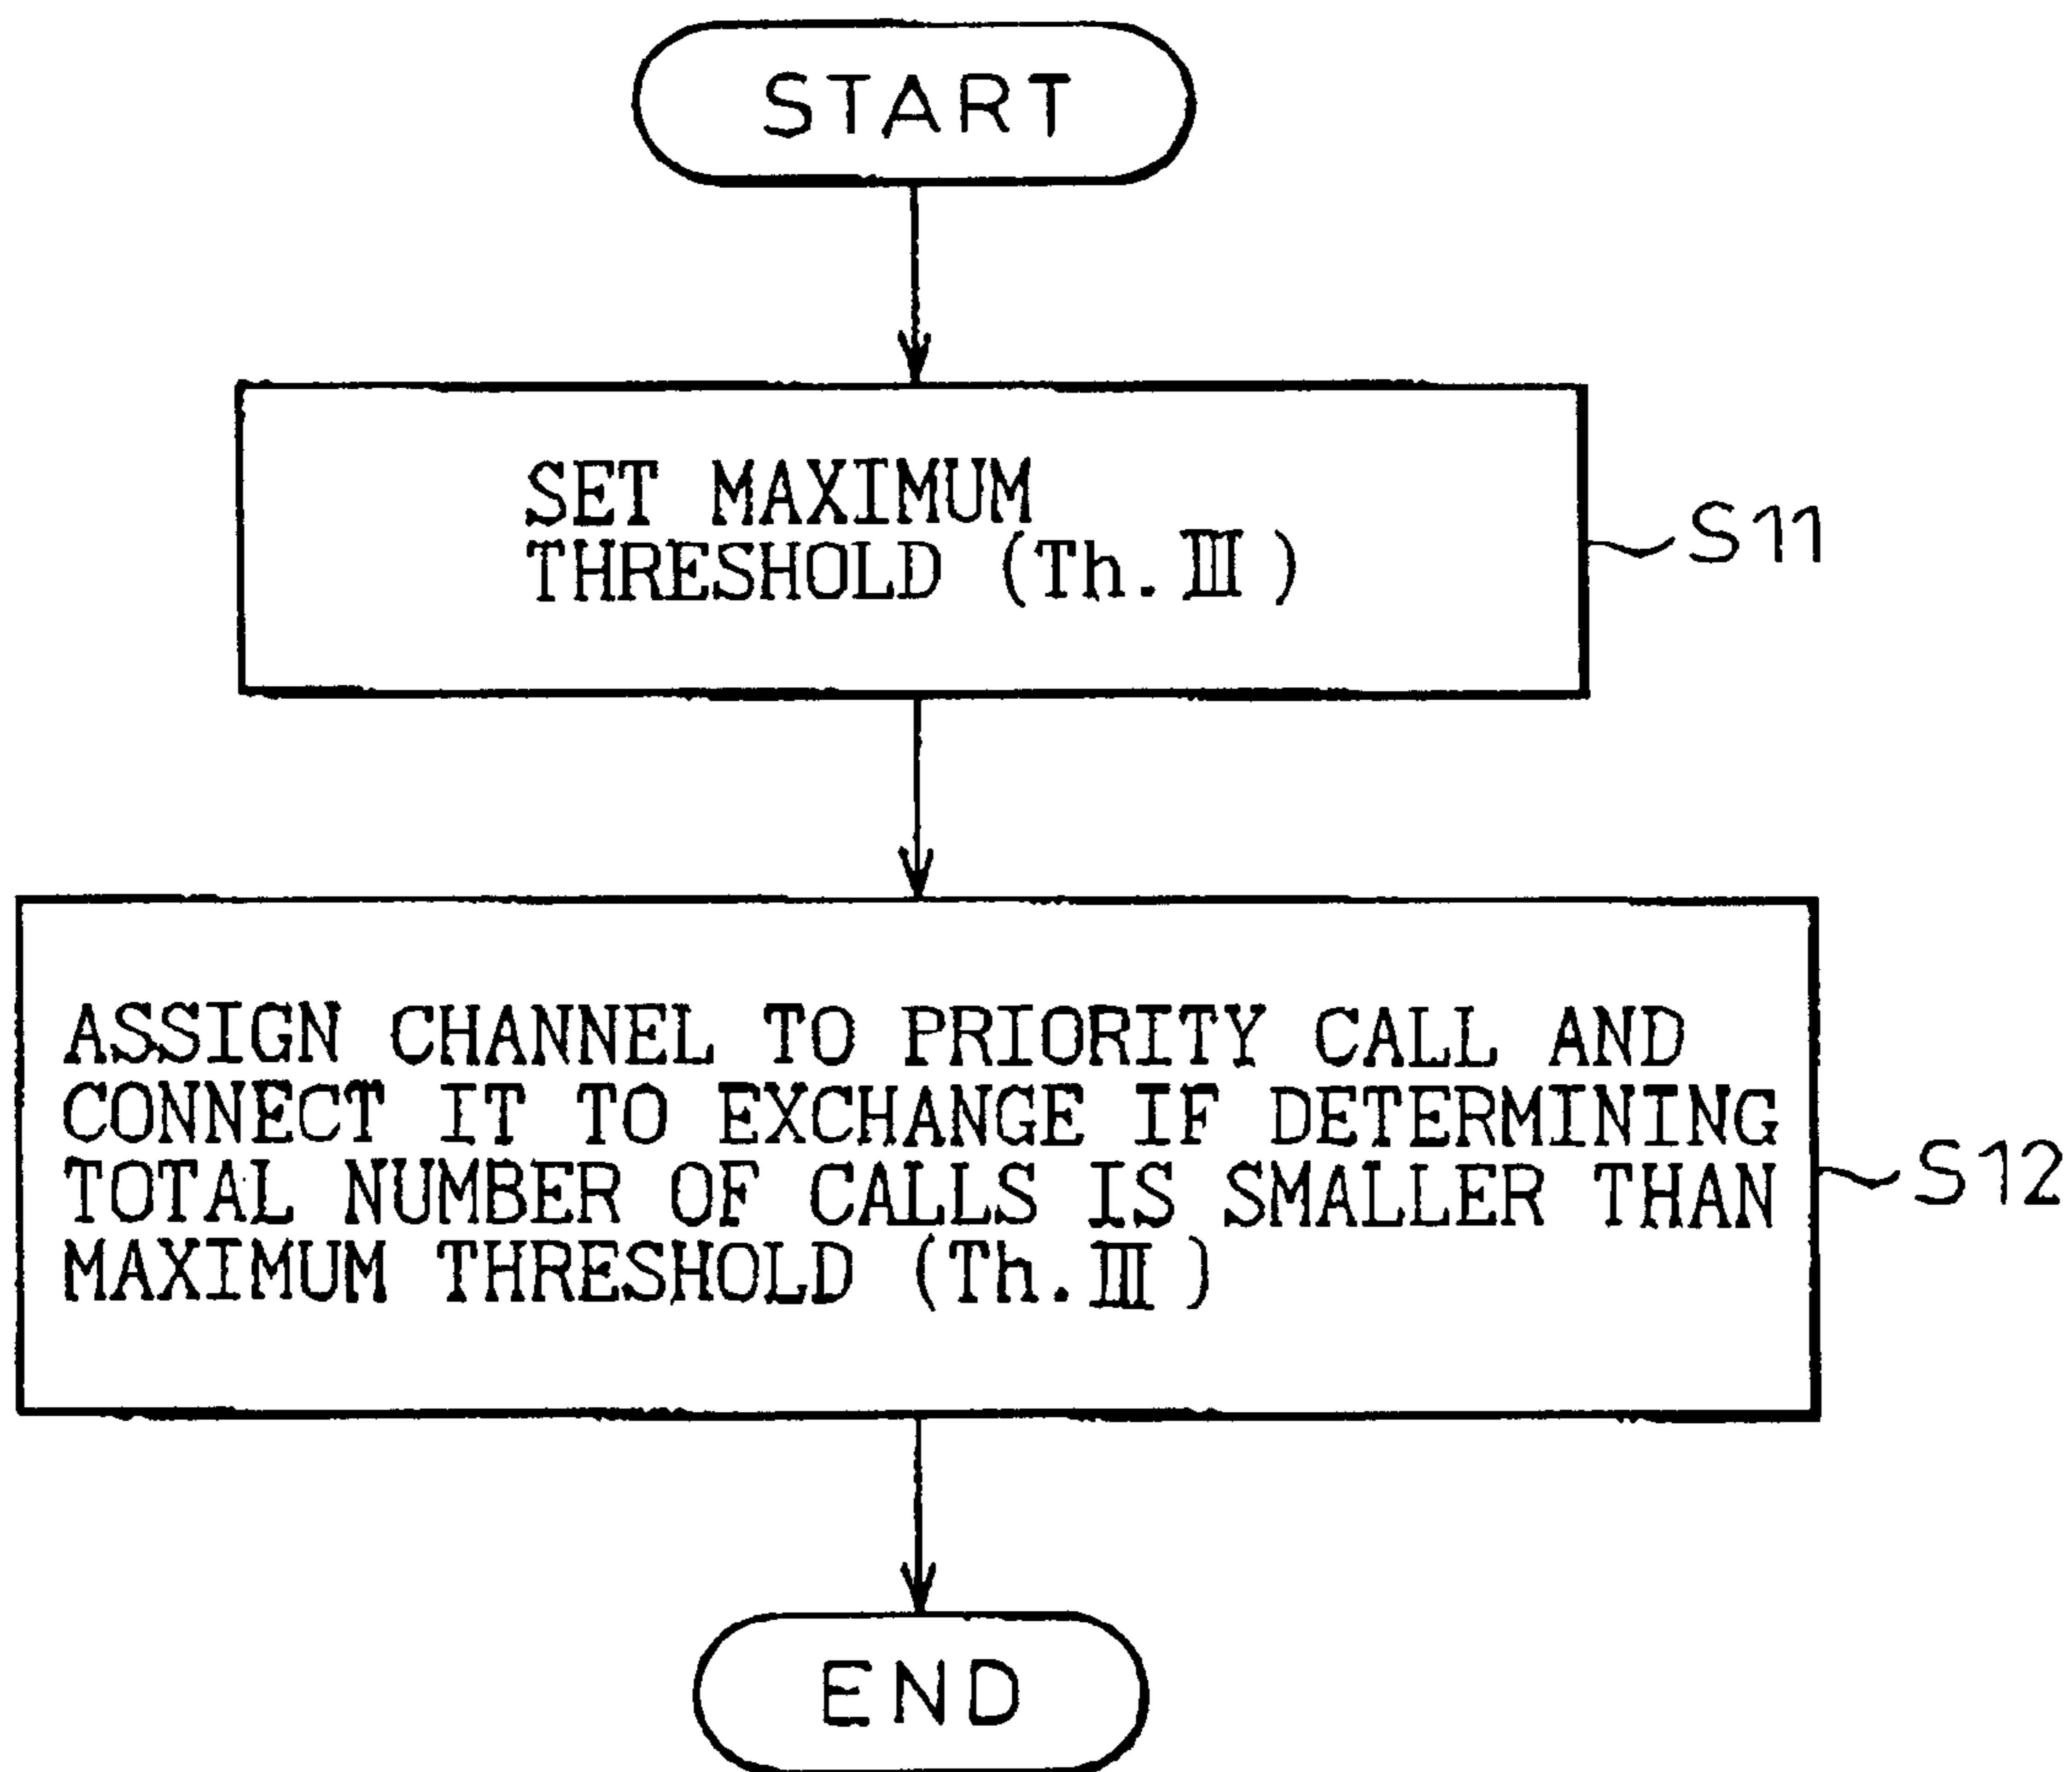 START
SET MAXIMUM
THRESHOLD (Th. Ⅲ)
S11
ASSIGN CHANNEL TO PRIORITY CALL AND
CONNECT IT TO EXCHANGE IF DETERMINING
TOTAL NUMBER OF CALLS IS SMALLER THAN
MAXIMUM THRESHOLD (Th. Ⅲ)
S12
END